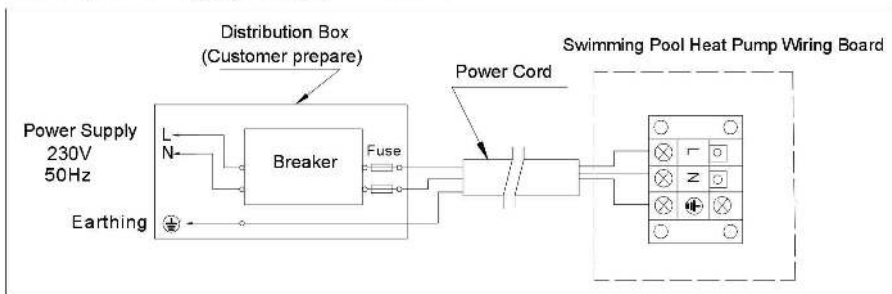 Distribution Box
(Customer prepare)
Swimming Pool Heat Pump Wiring Board
Power Cord
Power Supply
230V
50Hz
L
N
Breaker
Fuse
Earthing
L
N